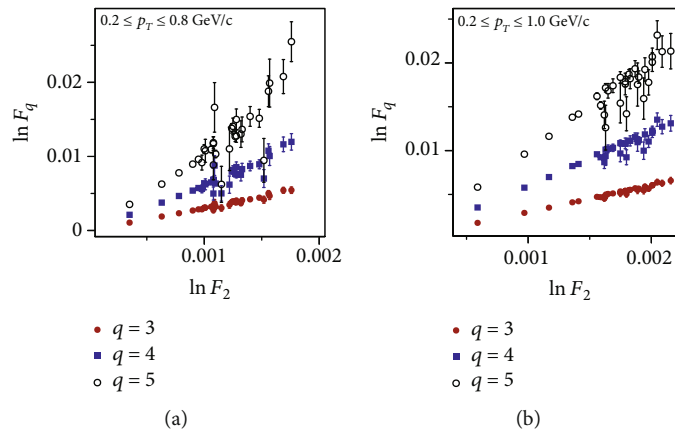 0.2 ≤ p_T ≤ 0.8 GeV/c
ln F_q
0.02
0.01
0
0.001
0.002
ln F_2
q = 3
q = 4
q = 5
(a)
0.2 ≤ p_T ≤ 1.0 GeV/c
ln F_q
0.02
0.01
0.001
0.002
ln F_2
q = 3
q = 4
q = 5
(b)